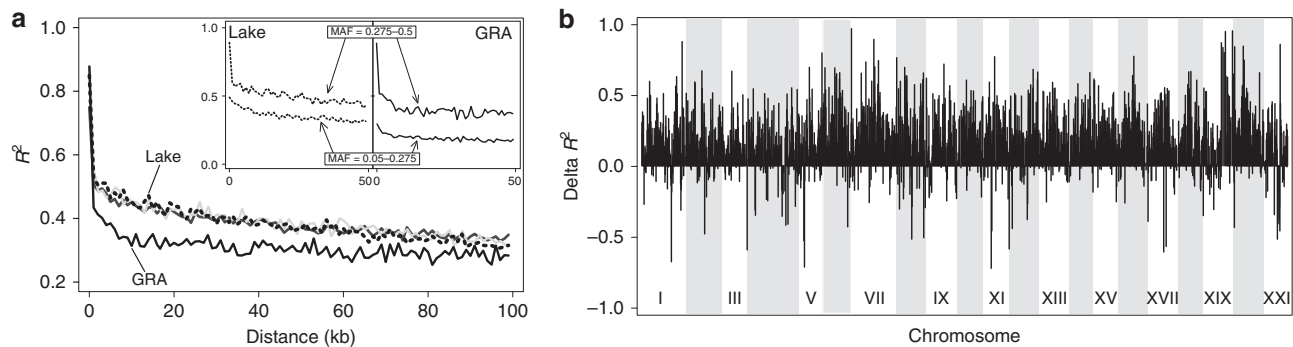 a
1.0
0.8
0.6
0.4
0.2
R²
Lake
GRA
0 20 40 60 80 100
Distance (kb)
Lake
GRA
MAF = 0.275–0.5
MAF = 0.05–0.275
1.0
0.5
0.0
0 50 0 50
b
1.0
0.5
0.0
−0.5
−1.0
Delta R²
I III V VII IX XI XIII XV XVII XIX XXI
Chromosome